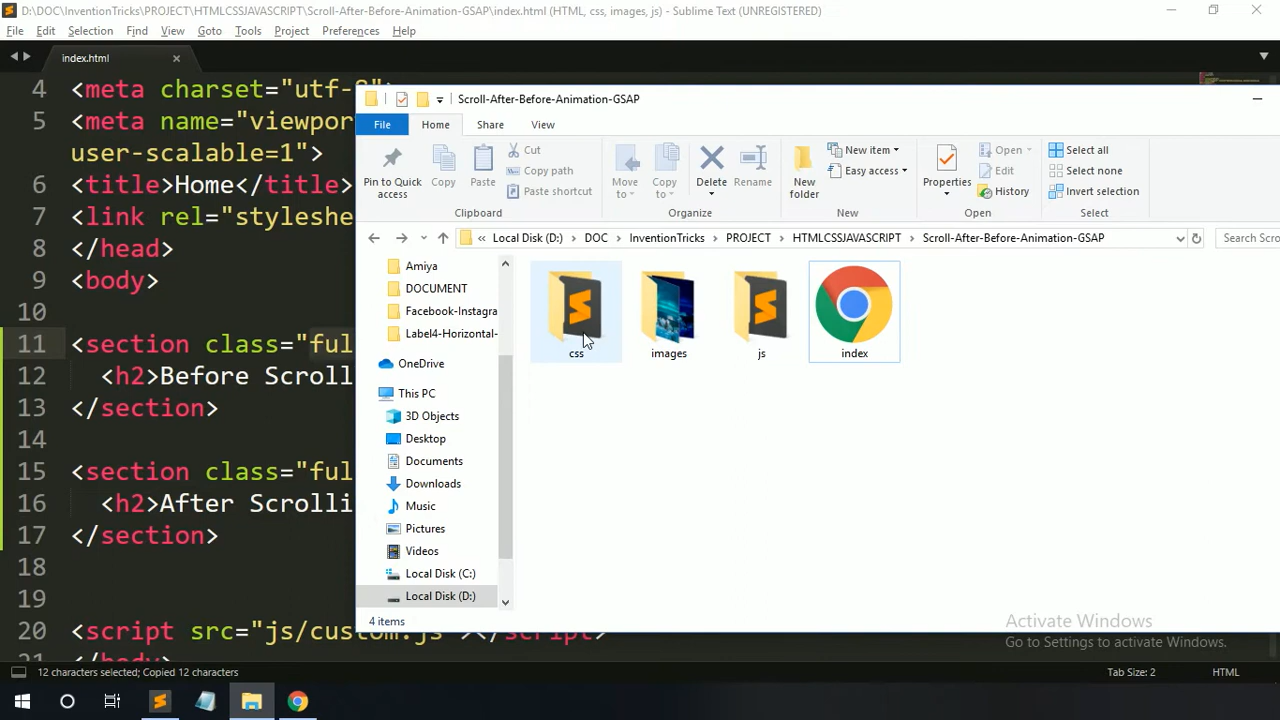 D:\DOC\InventionTricks\PROJECT\HTMLCSSJAVASCRIPT\Scroll-After-Before-Animation-GSAP\index.html (HTML, css, images, js) - Sublime Text (UNREGISTERED)
File Edit Selection Find View Goto Tools Project Preferences Help
index.html
4 <meta charset="utf-8">
5 <meta name="viewpor
user-scalable=1">
6 <title>Home</title>
7 <link rel="styleshe
8 </head>
9 <body>
10
11 <section class="ful
12 <h2>Before Scroll
13 </section>
14
15 <section class="ful
16 <h2>After Scrolli
17 </section>
18
19
20 <script src="js/custom.js"></script>
21 </body>
Scroll-After-Before-Animation-GSAP
File Home Share View
Pin to Quick access
Copy
Paste
Cut
Copy path
Paste shortcut
Clipboard
Move to
Copy to
Delete
Rename
Organize
New folder
New item
Easy access
New
Properties
Open
Edit
History
Open
Select all
Select none
Invert selection
Select
« Local Disk (D:) > DOC > InventionTricks > PROJECT > HTMLCSSJAVASCRIPT > Scroll-After-Before-Animation-GSAP
Search Scro
Amiya
DOCUMENT
Facebook-Instagra
Label4-Horizontal-
OneDrive
This PC
3D Objects
Desktop
Documents
Downloads
Music
Pictures
Videos
Local Disk (C:)
Local Disk (D:)
css
images
js
index
4 items
Activate Windows
Go to Settings to activate Windows.
12 characters selected; Copied 12 characters
Tab Size: 2
HTML